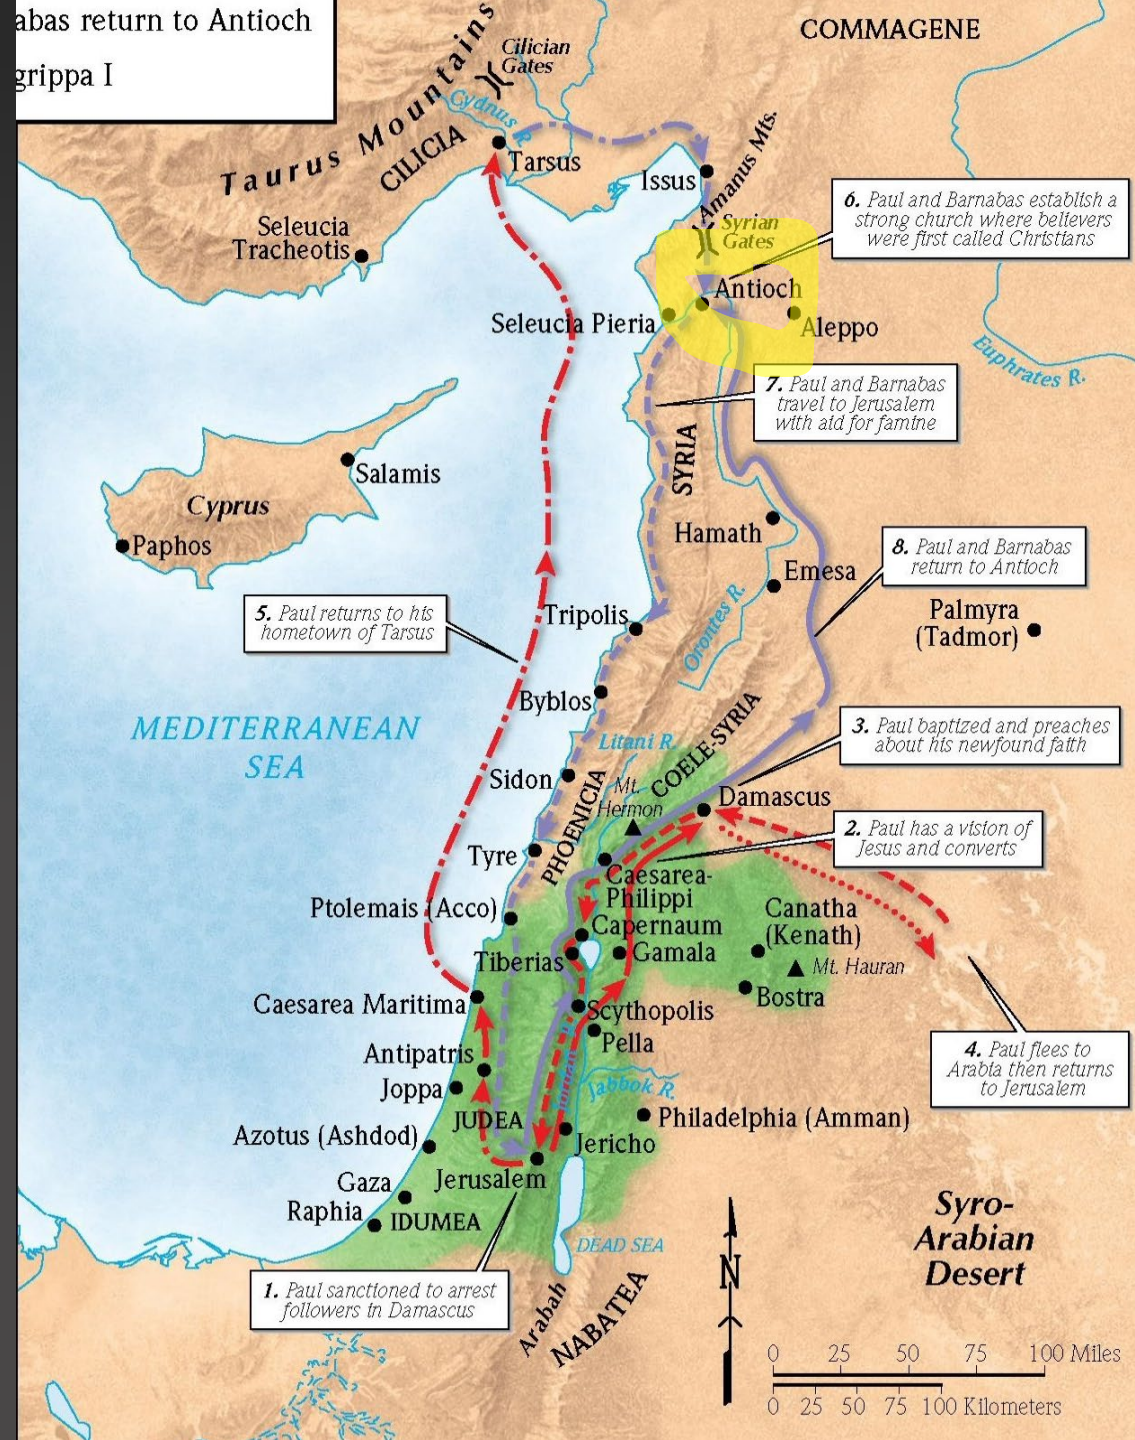 abas return to Antioch
grippa I
COMMAGENE
Taurus Mountains
Cilician
Gates
Cydnus R.
CILICIA
Tarsus
Issus
Amanus Mts.
Syrian
Gates
6. Paul and Barnabas establish a
strong church where believers
were first called Christians
Seleucia
Tracheotis
Antioch
Seleucia Pieria
Aleppo
Euphrates R.
7. Paul and Barnabas
travel to Jerusalem
with aid for famine
SYRIA
Salamis
Cyprus
Paphos
Hamath
Emesa
8. Paul and Barnabas
return to Antioch
Palmyra
(Tadmor)
5. Paul returns to his
hometown of Tarsus
Tripolis
Orontes R.
Byblos
MEDITERRANEAN
SEA
3. Paul baptized and preaches
about his newfound faith
Litani R.
COELE-SYRIA
Sidon
PHOENICIA
Mt.
Hermon
Damascus
2. Paul has a vision of
Jesus and converts
Tyre
Caesarea-
Philippi
Ptolemais (Acco)
Capernaum
Canatha
(Kenath)
Tiberias
Gamala
Mt. Hauran
Caesarea Maritima
Scythopolis
Bostra
Pella
Antipatris
Joppa
Jordan
Jabbok R.
4. Paul flees to
Arabia then returns
to Jerusalem
JUDEA
Philadelphia (Amman)
Azotus (Ashdod)
Jericho
Jerusalem
Gaza
Raphia
IDUMEA
DEAD SEA
Syro-
Arabian
Desert
1. Paul sanctioned to arrest
followers in Damascus
Arabah
NABATEA
N
0 25 50 75 100 Miles
0 25 50 75 100 Kilometers